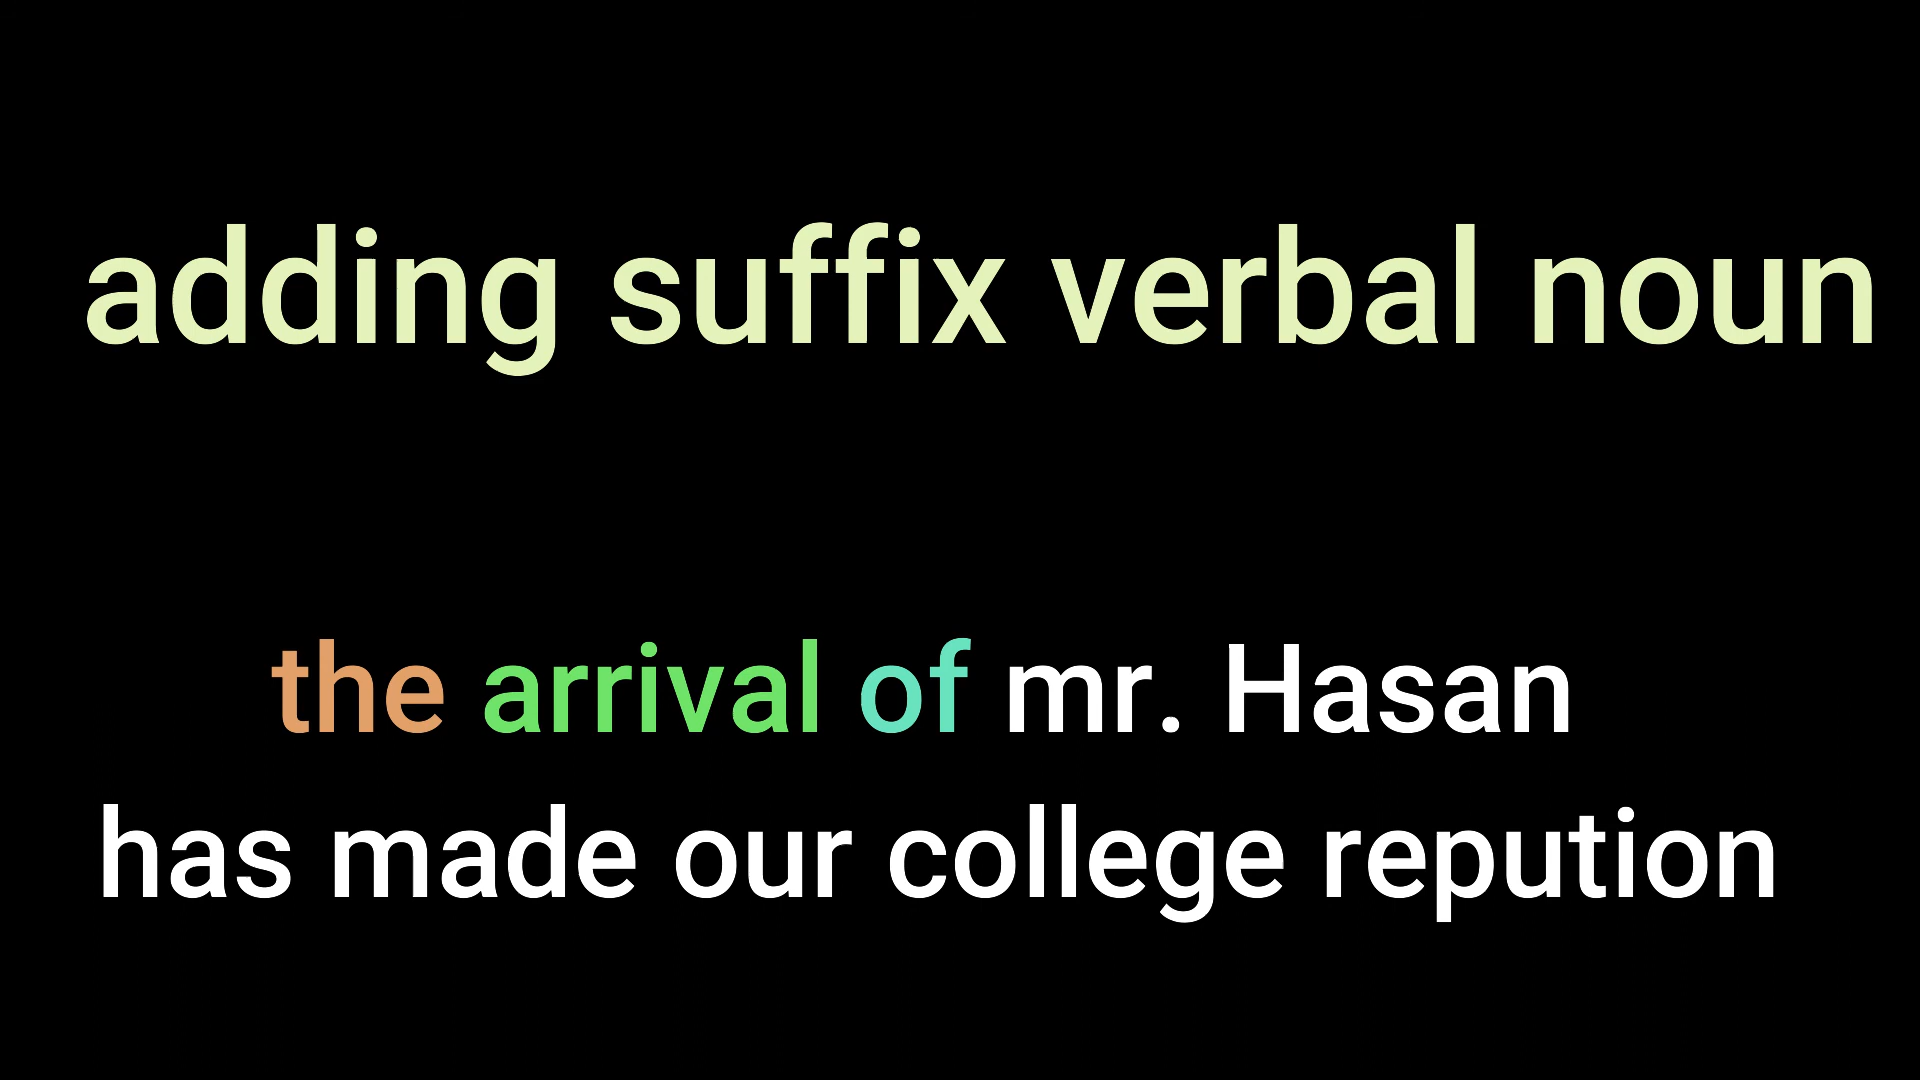 adding suffix verbal noun
the arrival of mr. Hasan
has made our college repution